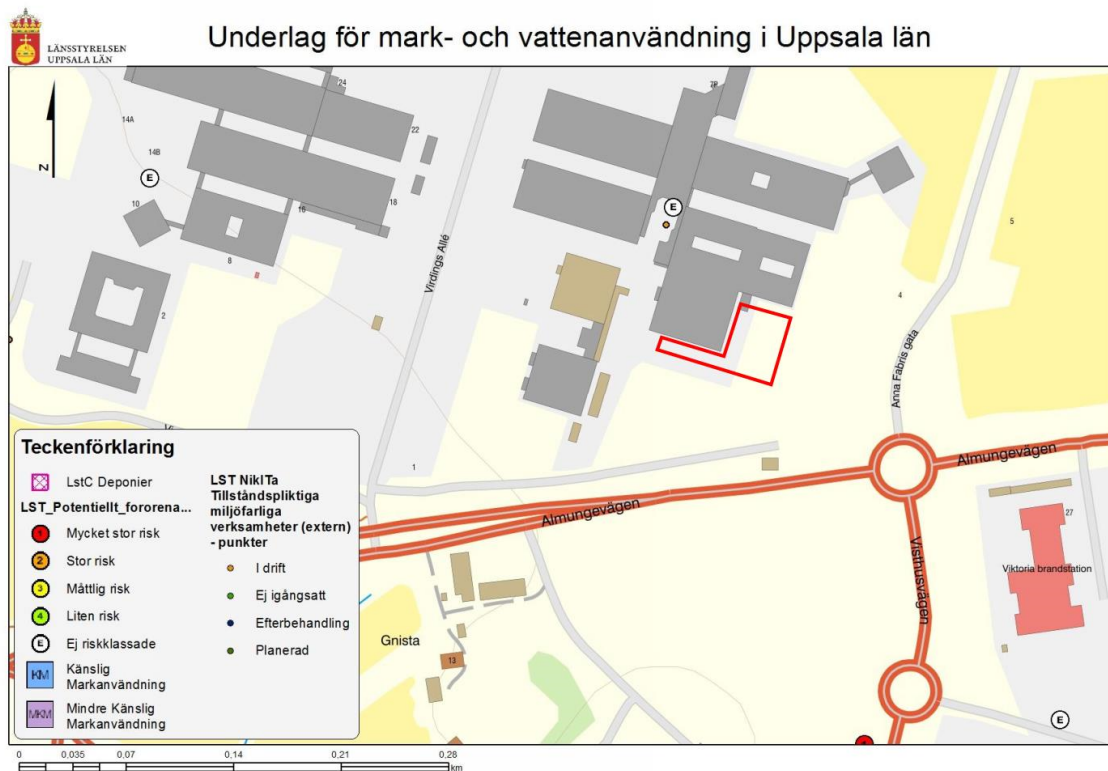 LÄNSSTYRELSEN
UPPSALA LÄN
Underlag för mark- och vattenanvändning i Uppsala län
N
24
22
14A
14B
E
10
16
18
8
2
Virdings Allé
E
5
4
Anna Fabris gata
1
Almungevägen
Almungevägen
Visthusvägen
27
Viktoria brandstation
Gnista
13
E
Teckenförklaring
LstC Deponier
LST_Potentiellt_fororena...
1 Mycket stor risk
2 Stor risk
3 Måttlig risk
4 Liten risk
E Ej riskklassade
KM Känslig
Markanvändning
MKM Mindre Känslig
Markanvändning
LST NikITa
Tillståndspliktiga
miljöfarliga
verksamheter (extern)
- punkter
I drift
Ej igångsatt
Efterbehandling
Planerad
0 0,035 0,07 0,14 0,21 0,28
km